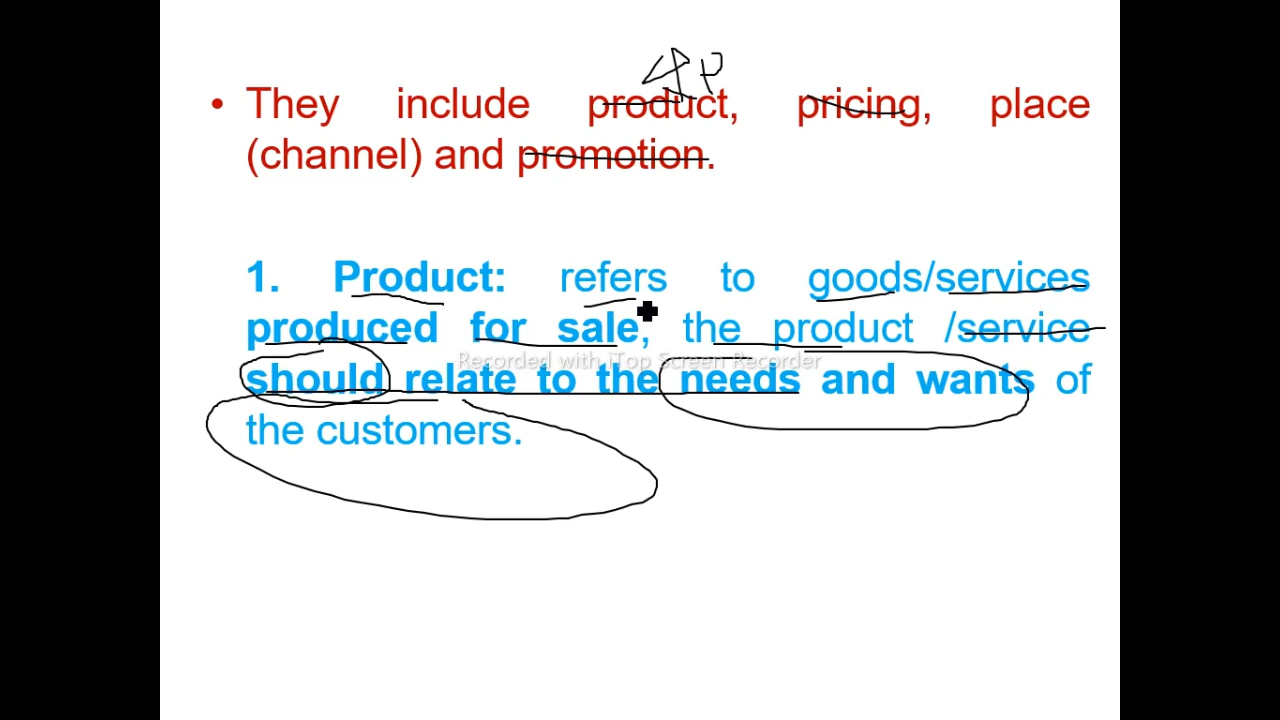 4P
• They include product, pricing, place
(channel) and promotion.
1. Product: refers to goods/services
produced for sale, the product /service
Recorded with iTop Screen Recorder
should relate to the needs and wants of
the customers.